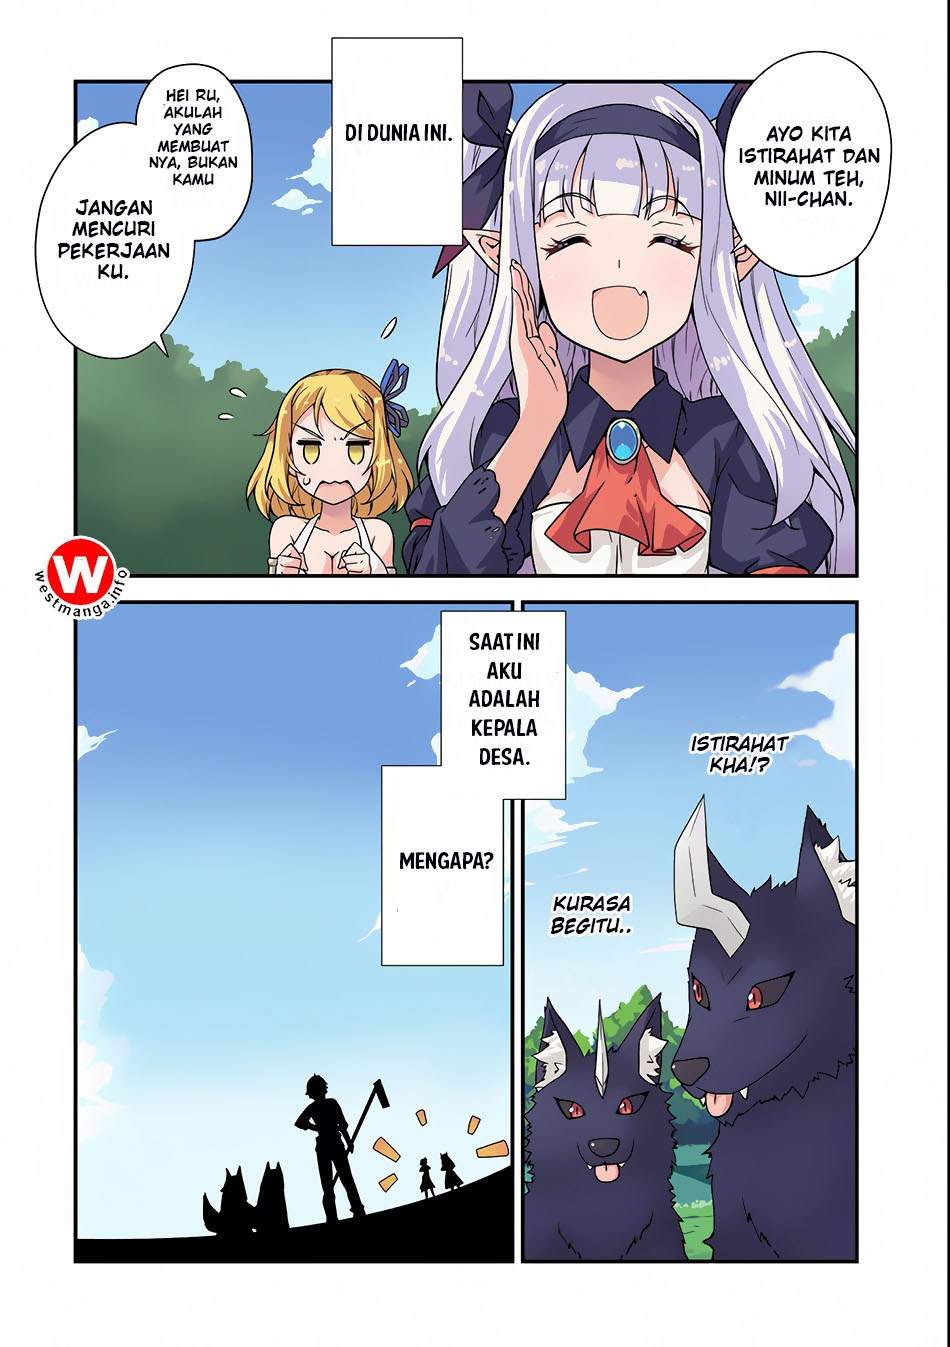 AYO KITA
ISTIRAHAT DAN
MINUM TEH,
NII-CHAN.
DI DUNIA INI.
HEI RU,
AKULAH
YANG
MEMBUAT
NYA, BUKAN
KAMU
JANGAN
MENCURI
PEKERJAAN
KU.
W
westmanga.info
ISTIRAHAT
KHA!?
KURASA
BEGITU..
SAAT INI
AKU
ADALAH
KEPALA
DESA.
MENGAPA?